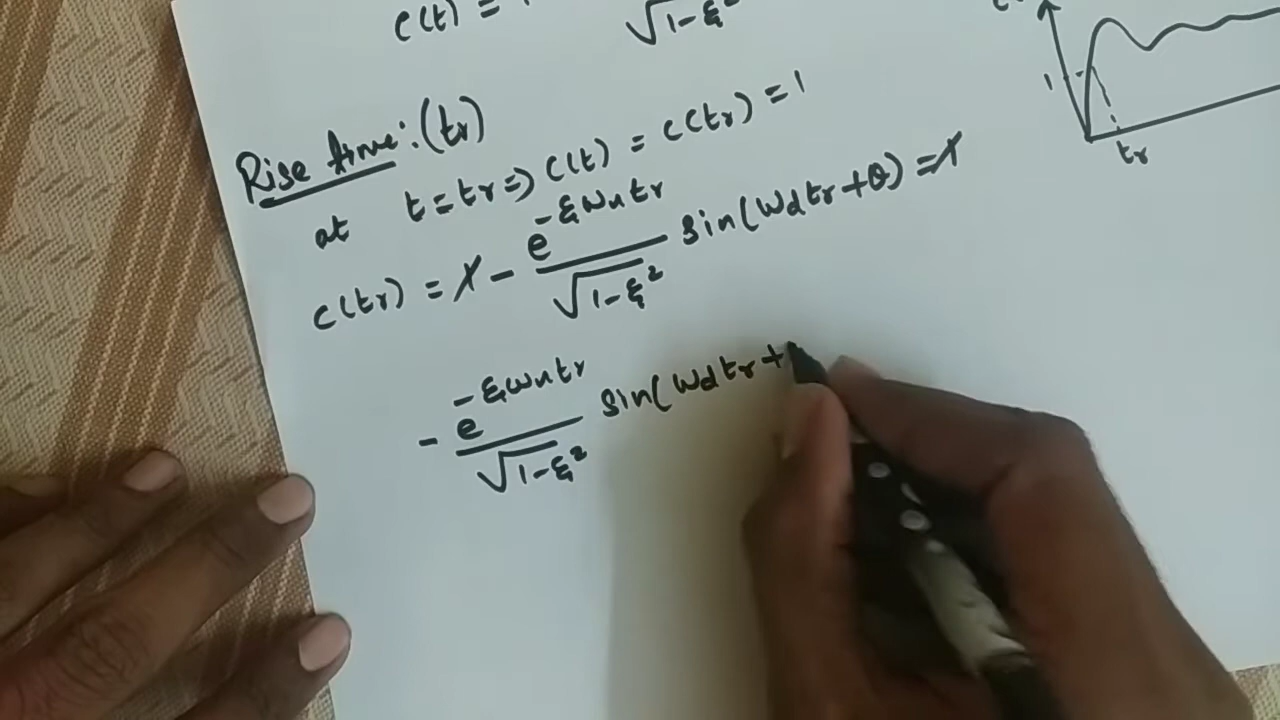 c(t) =
√1-ξ²
Rise time: (tr)
at t = tr ⇒ c(t) = c(tr) = 1
c(tr) = 1 - e^-ξωntr / √1-ξ² sin(ωdtr+θ) = 1
- e^-ξωntr / √1-ξ² sin(ωdtr+
1
tr